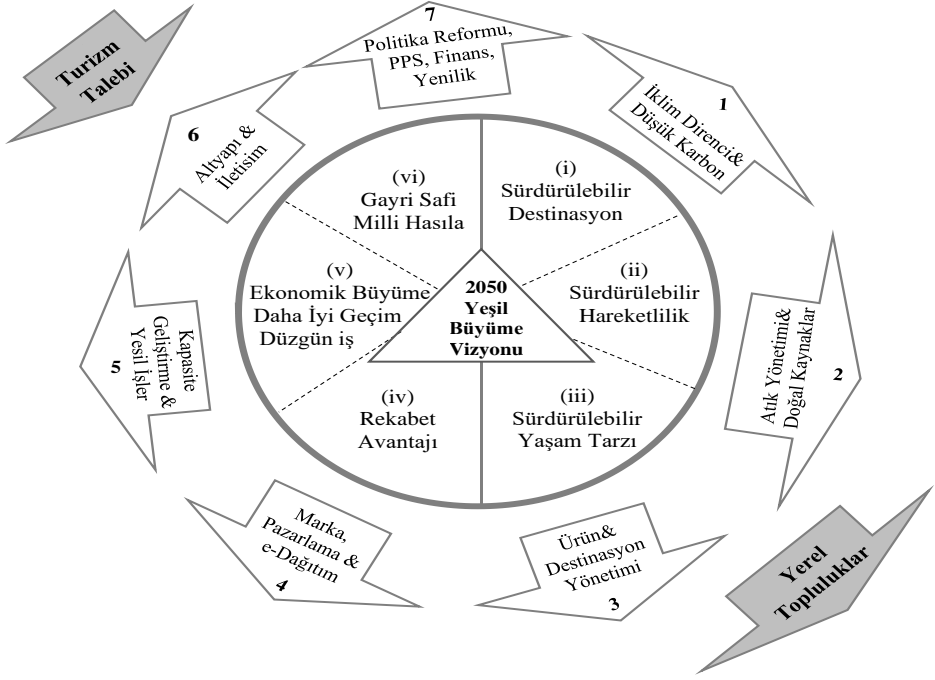 Turizm
Talebi
7
Politika Reformu,
PPS, Finans,
Yenilik
1
İklim Direnci&
Düşük Karbon
6
Altyapı &
İletisim
(vi)
Gayri Safi
Milli Hasıla
(i)
Sürdürülebilir
Destinasyon
(v)
Ekonomik Büyüme
Daha İyi Geçim
Düzgün iş
2050
Yeşil
Büyüme
Vizyonu
(ii)
Sürdürülebilir
Hareketlilik
2
Atık Yönetimi&
Doğal Kaynaklar
5
Kapasite
Geliştirme &
Yesil İşler
(iv)
Rekabet
Avantajı
(iii)
Sürdürülebilir
Yaşam Tarzı
Marka,
Pazarlama &
e-Dağıtım
4
Ürün&
Destinasyon
Yönetimi
3
Yerel
Topluluklar